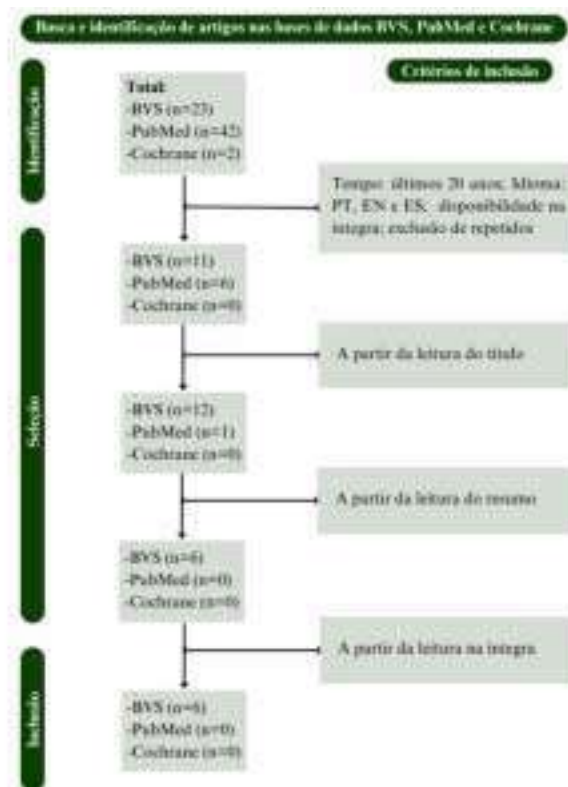 Busca e identificação de artigos nas bases de dados BVS, PubMed e Cochrane
Critérios de inclusão
Identificação
Total:
-BVS (n=23)
-PubMed (n=42)
-Cochrane (n=2)
Tempo: últimos 20 anos; Idioma:
PT, EN e ES, disponibilidade na
íntegra; exclusão de repetidos
Seleção
-BVS (n=11)
-PubMed (n=6)
-Cochrane (n=0)
A partir da leitura do título
-BVS (n=12)
-PubMed (n=1)
-Cochrane (n=0)
A partir da leitura do resumo
-BVS (n=6)
-PubMed (n=0)
-Cochrane (n=0)
A partir da leitura na íntegra
Inclusão
-BVS (n=6)
-PubMed (n=0)
-Cochrane (n=0)